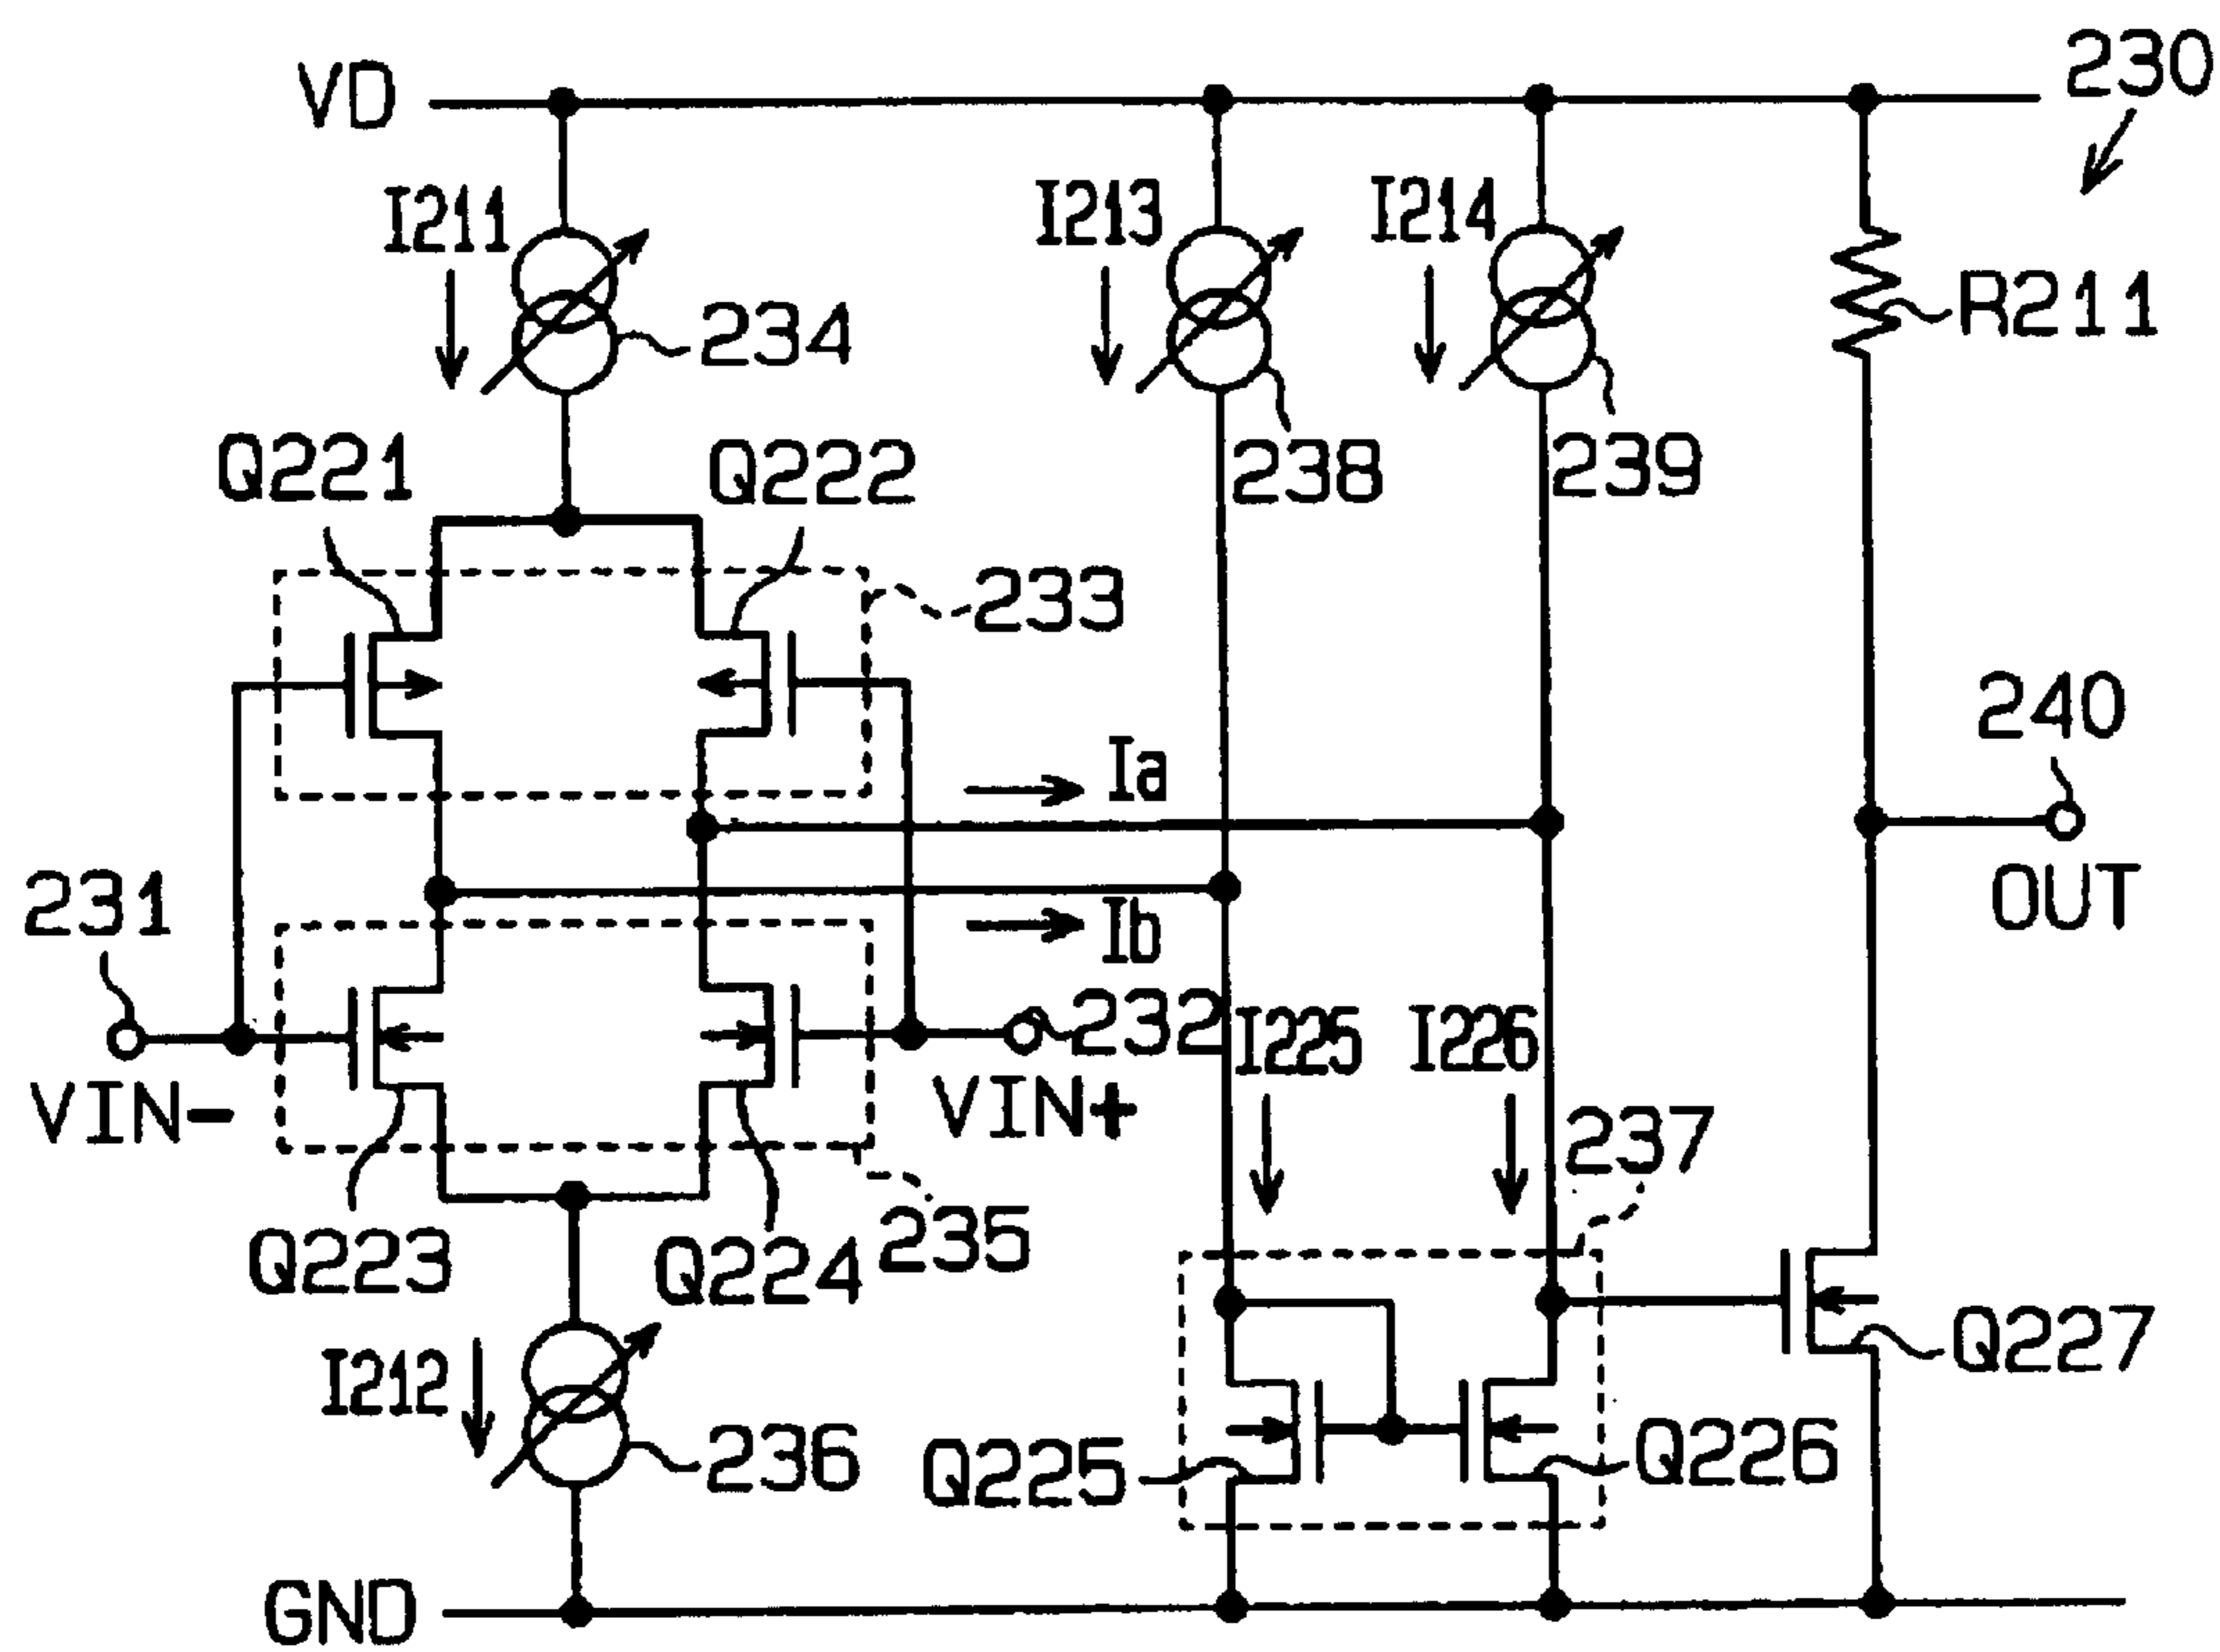 230
VD
I211
I213
I214
234
R211
Q221
Q222
238
239
233
240
Ia
231
OUT
Ib
232
I225
I226
VIN-
VIN+
237
Q223
Q224
235
Q227
I212
236
Q225
Q226
GND